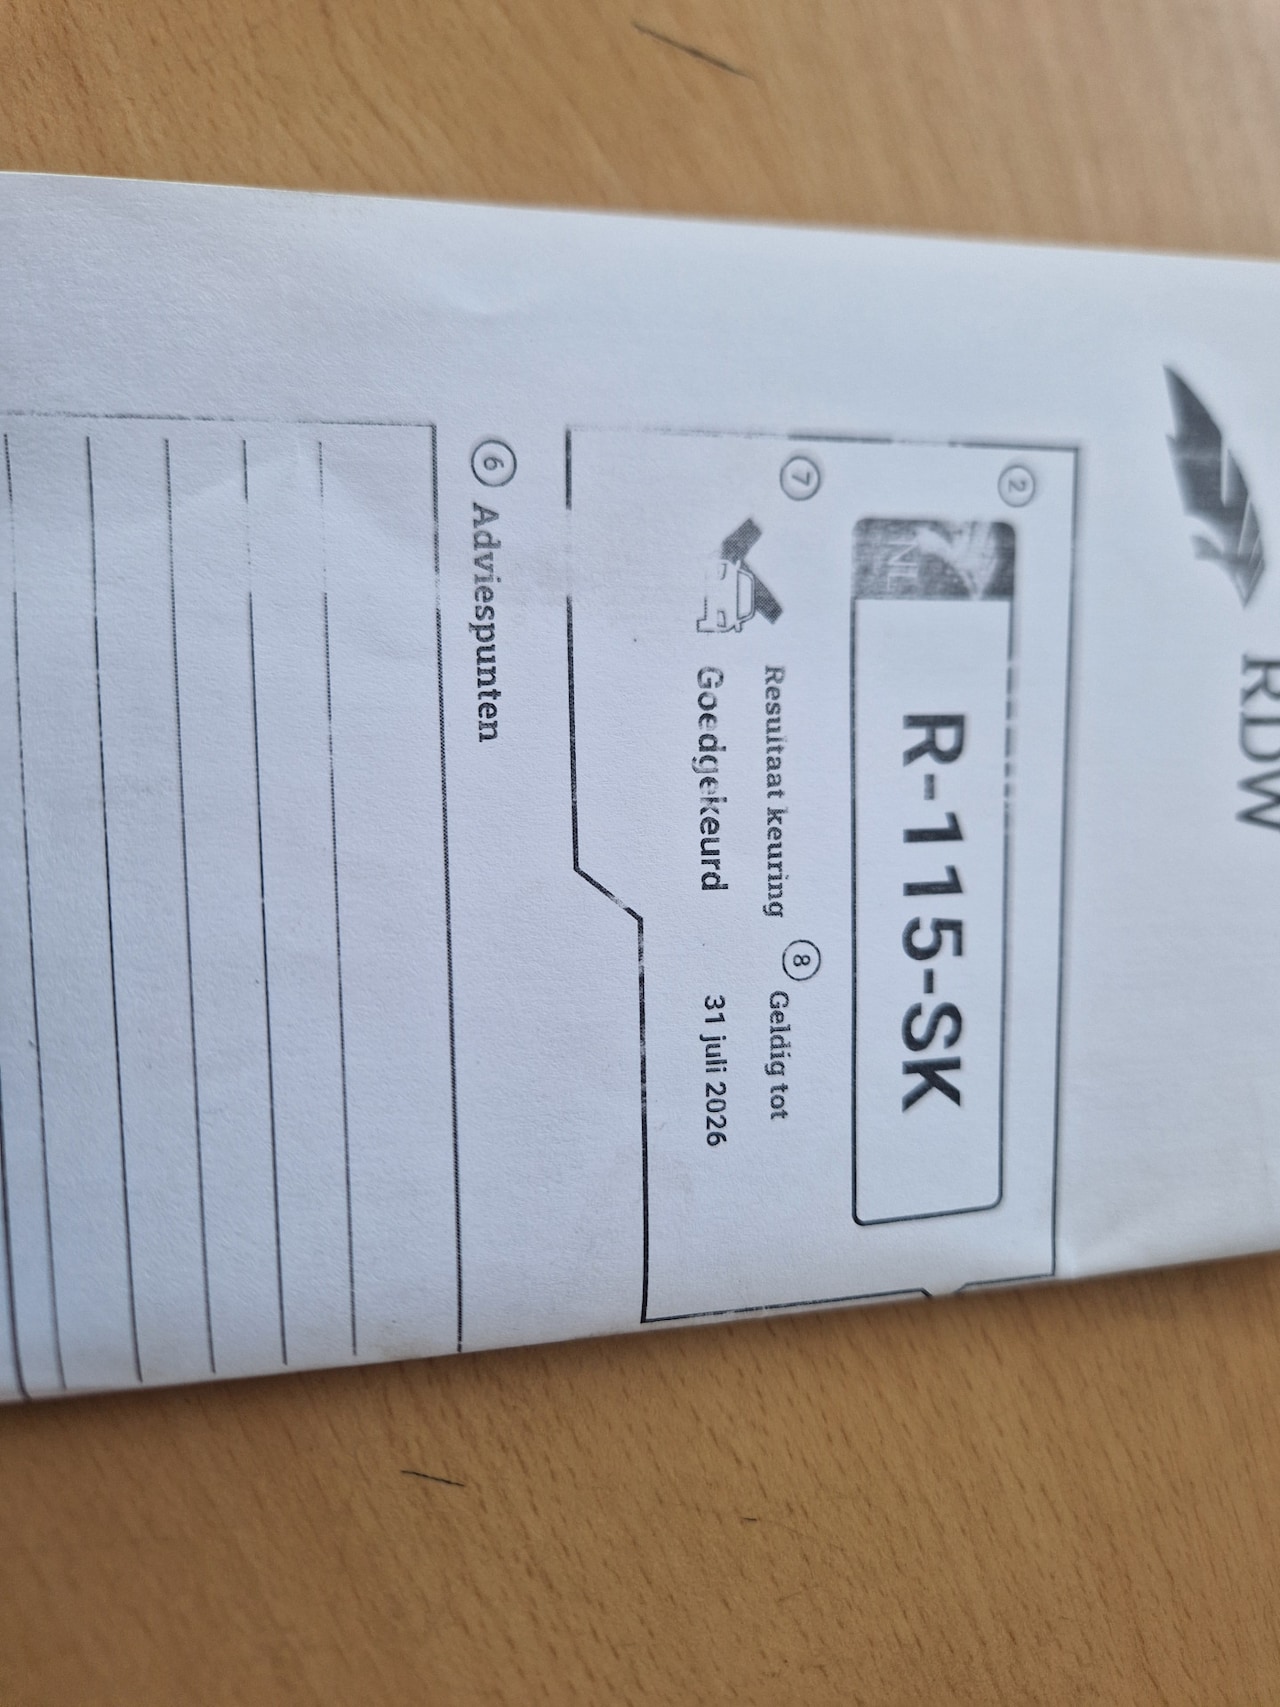 RDW
2
NL
R-115-SK
7 Resultaat keuring 8 Geldig tot
Goedgekeurd 31 juli 2026
6 Adviespunten